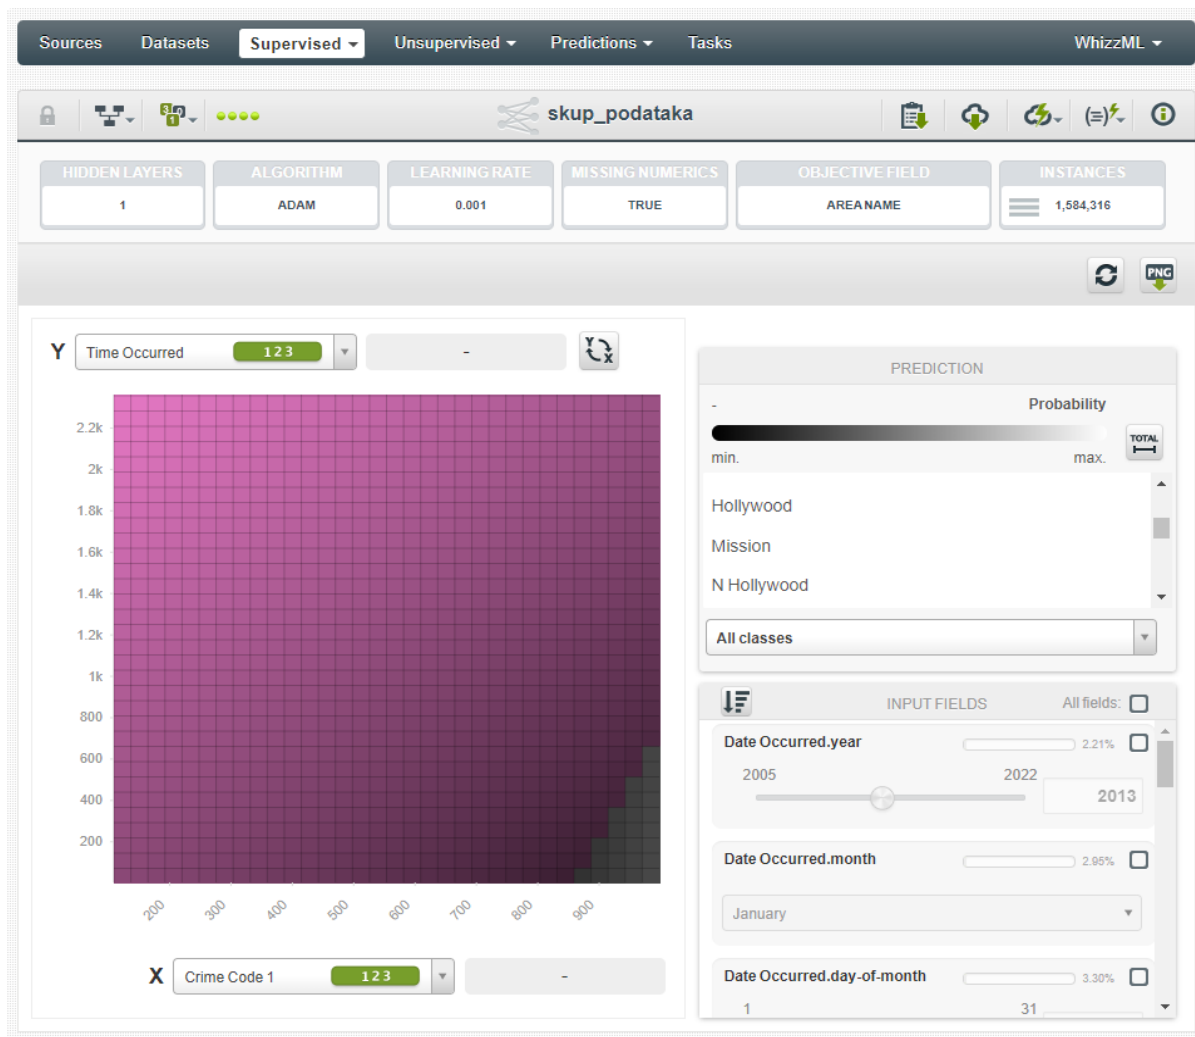 Sources Datasets Supervised Unsupervised Predictions Tasks WhizzML
skup_podataka
HIDDEN LAYERS ALGORITHM LEARNING RATE MISSING NUMERICS OBJECTIVE FIELD INSTANCES
1 ADAM 0.001 TRUE AREA NAME 1,584,316
PNG
Y Time Occurred 123 - Y X
PREDICTION
- Probability
TOTAL
min. max.
Hollywood
Mission
N Hollywood
All classes
2.2k
2k
1.8k
1.6k
1.4k
1.2k
1k
800
600
400
200
200 300 400 500 600 700 800 900
X Crime Code 1 123 -
INPUT FIELDS All fields:
Date Occurred.year 2.21%
2005 2022
2013
Date Occurred.month 2.95%
January
Date Occurred.day-of-month 3.30%
1 31